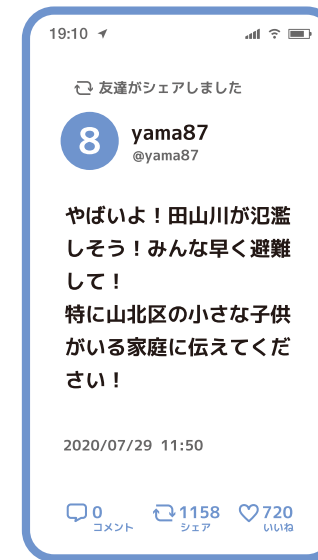 19:10
友達がシェアしました
8
yama87
@yama87
やばいよ！田山川が氾濫
しそう！みんな早く避難
して！
特に山北区の小さな子供
がいる家庭に伝えてくだ
さい！
2020/07/29 11:50
0 1158 720
コメント シェア いいね